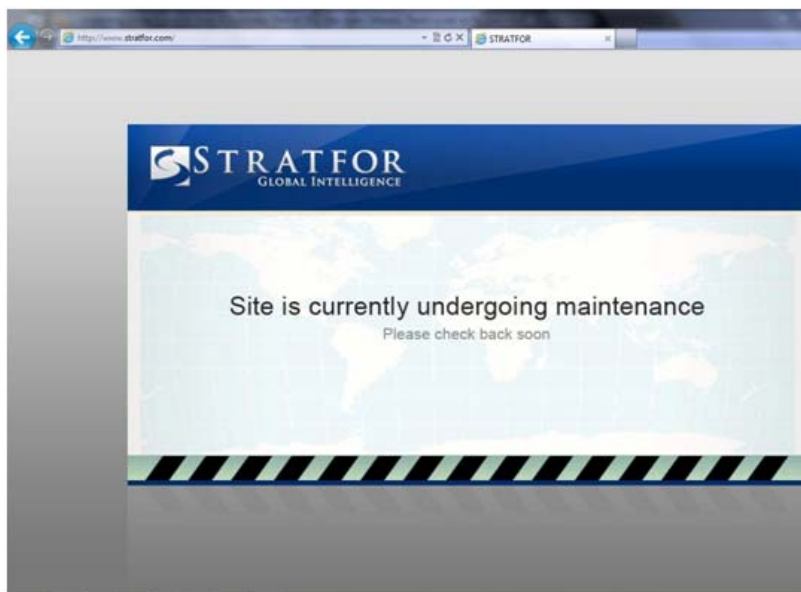 http://www.stratfor.com/
STRATFOR
STRATFOR
GLOBAL INTELLIGENCE
Site is currently undergoing maintenance
Please check back soon